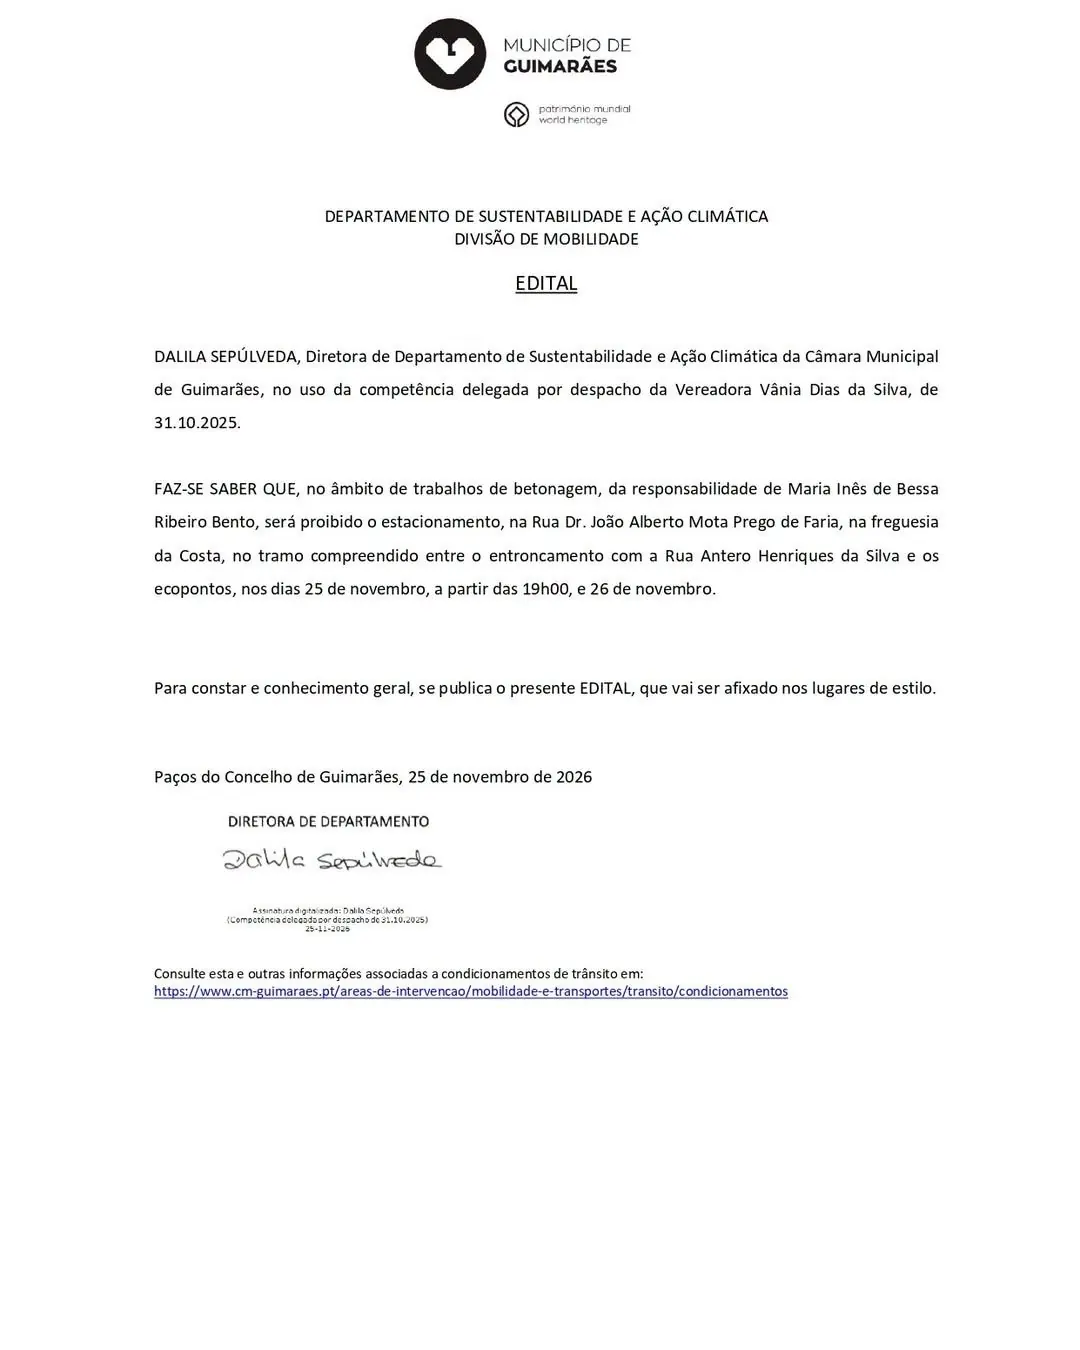 MUNICÍPIO DE
GUIMARÃES
património mundial
world heritage
DEPARTAMENTO DE SUSTENTABILIDADE E AÇÃO CLIMÁTICA
DIVISÃO DE MOBILIDADE
EDITAL
DALILA SEPÚLVEDA, Diretora de Departamento de Sustentabilidade e Ação Climática da Câmara Municipal
de Guimarães, no uso da competência delegada por despacho da Vereadora Vânia Dias da Silva, de
31.10.2025.
FAZ-SE SABER QUE, no âmbito de trabalhos de betonagem, da responsabilidade de Maria Inês de Bessa
Ribeiro Bento, será proibido o estacionamento, na Rua Dr. João Alberto Mota Prego de Faria, na freguesia
da Costa, no tramo compreendido entre o entroncamento com a Rua Antero Henriques da Silva e os
ecopontos, nos dias 25 de novembro, a partir das 19h00, e 26 de novembro.
Para constar e conhecimento geral, se publica o presente EDITAL, que vai ser afixado nos lugares de estilo.
Paços do Concelho de Guimarães, 25 de novembro de 2026
DIRETORA DE DEPARTAMENTO
Dalila Sepúlveda
Assinatura digitalizada: Dalila Sepúlveda
(Competência delegada por despacho de 31.10.2025)
25-11-2026
Consulte esta e outras informações associadas a condicionamentos de trânsito em:
https://www.cm-guimaraes.pt/areas-de-intervencao/mobilidade-e-transportes/transito/condicionamentos